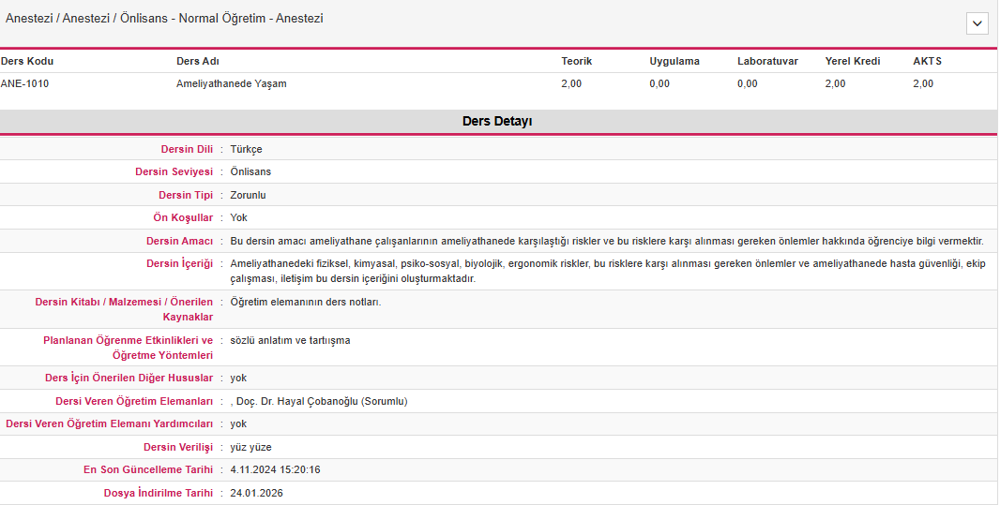 Anestezi / Anestezi / Önlisans - Normal Öğretim - Anestezi
Ders Kodu Ders Adı Teorik Uygulama Laboratuvar Yerel Kredi AKTS
ANE-1010 Ameliyathanede Yaşam 2,00 0,00 0,00 2,00 2,00
Ders Detayı
Dersin Dili : Türkçe
Dersin Seviyesi : Önlisans
Dersin Tipi : Zorunlu
Ön Koşullar : Yok
Dersin Amacı : Bu dersin amacı ameliyathane çalışanlarının ameliyathanede karşılaştığı riskler ve bu risklere karşı alınması gereken önlemler hakkında öğrenciye bilgi vermektir.
Dersin İçeriği : Ameliyathanedeki fiziksel, kimyasal, psiko-sosyal, biyolojik, ergonomik riskler, bu risklere karşı alınması gereken önlemler ve ameliyathanede hasta güvenliği, ekip
çalışması, iletişim bu dersin içeriğini oluşturmaktadır.
Dersin Kitabı / Malzemesi / Önerilen : Öğretim elemanının ders notları.
Kaynaklar
Planlanan Öğrenme Etkinlikleri ve : sözlü anlatım ve tartıışma
Öğretme Yöntemleri
Ders İçin Önerilen Diğer Hususlar : yok
Dersi Veren Öğretim Elemanları : , Doç. Dr. Hayal Çobanoğlu (Sorumlu)
Dersi Veren Öğretim Elemanı Yardımcıları : yok
Dersin Verilişi : yüz yüze
En Son Güncelleme Tarihi : 4.11.2024 15:20:16
Dosya İndirilme Tarihi : 24.01.2026